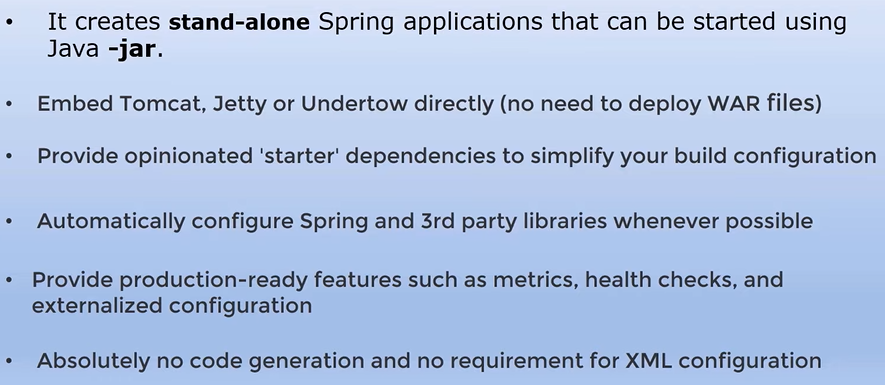 • It creates stand-alone Spring applications that can be started using
Java -jar.
• Embed Tomcat, Jetty or Undertow directly (no need to deploy WAR files)
• Provide opinionated 'starter' dependencies to simplify your build configuration
• Automatically configure Spring and 3rd party libraries whenever possible
• Provide production-ready features such as metrics, health checks, and
externalized configuration
• Absolutely no code generation and no requirement for XML configuration